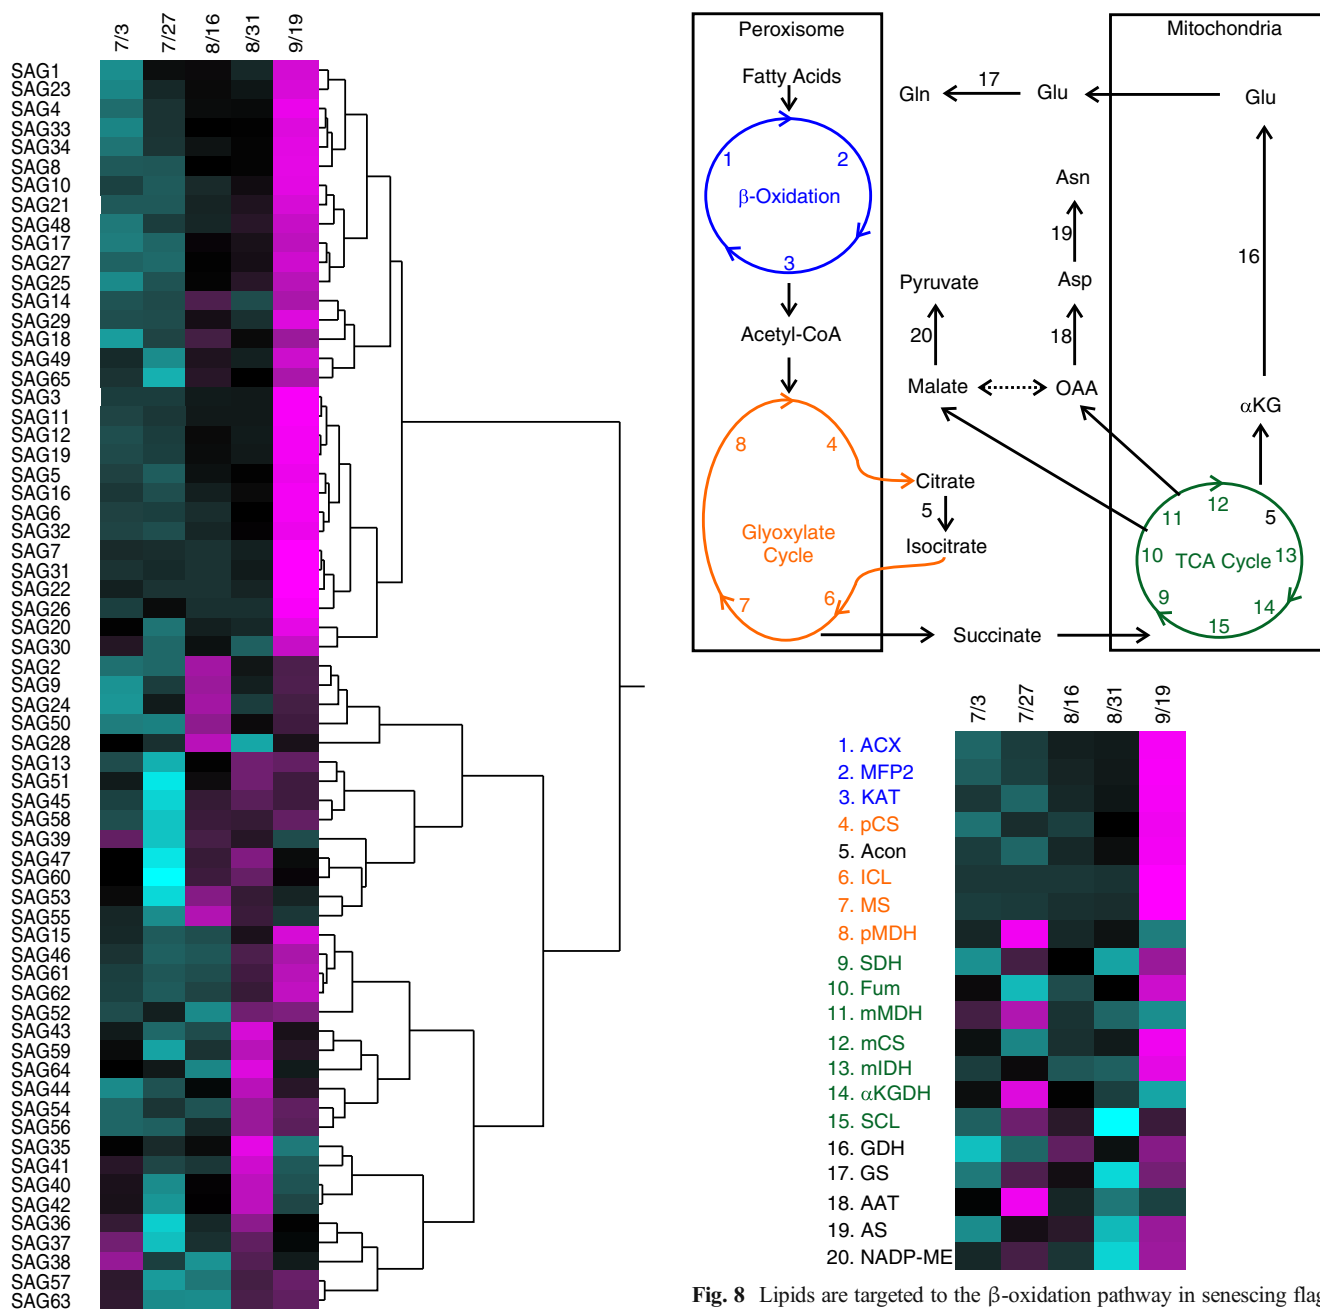 7/3 7/27 8/16 8/31 9/19
SAG1
SAG23
SAG4
SAG33
SAG34
SAG8
SAG10
SAG21
SAG48
SAG17
SAG27
SAG25
SAG14
SAG29
SAG18
SAG49
SAG65
SAG3
SAG11
SAG12
SAG19
SAG5
SAG16
SAG6
SAG32
SAG7
SAG31
SAG22
SAG26
SAG20
SAG30
SAG2
SAG9
SAG24
SAG50
SAG28
SAG13
SAG51
SAG45
SAG58
SAG39
SAG47
SAG60
SAG53
SAG55
SAG15
SAG46
SAG61
SAG62
SAG52
SAG43
SAG59
SAG64
SAG44
SAG54
SAG56
SAG35
SAG41
SAG40
SAG42
SAG36
SAG37
SAG38
SAG57
SAG63
Peroxisome
Fatty Acids
1 2
β-Oxidation
3
Acetyl-CoA
8 4
Glyoxylate
Cycle
7 6
Citrate
5
Isocitrate
Succinate
Gln 17 Glu
Asn
19
Asp
18
OAA
Pyruvate
20
Malate
Mitochondria
Glu
16
αKG
11 12 5
10 TCA Cycle 13
9 15 14
7/3 7/27 8/16 8/31 9/19
1. ACX
2. MFP2
3. KAT
4. pCS
5. Acon
6. ICL
7. MS
8. pMDH
9. SDH
10. Fum
11. mMDH
12. mCS
13. mIDH
14. αKGDH
15. SCL
16. GDH
17. GS
18. AAT
19. AS
20. NADP-ME
Fig. 8 Lipids are targeted to the β-oxidation pathway in senescing flag